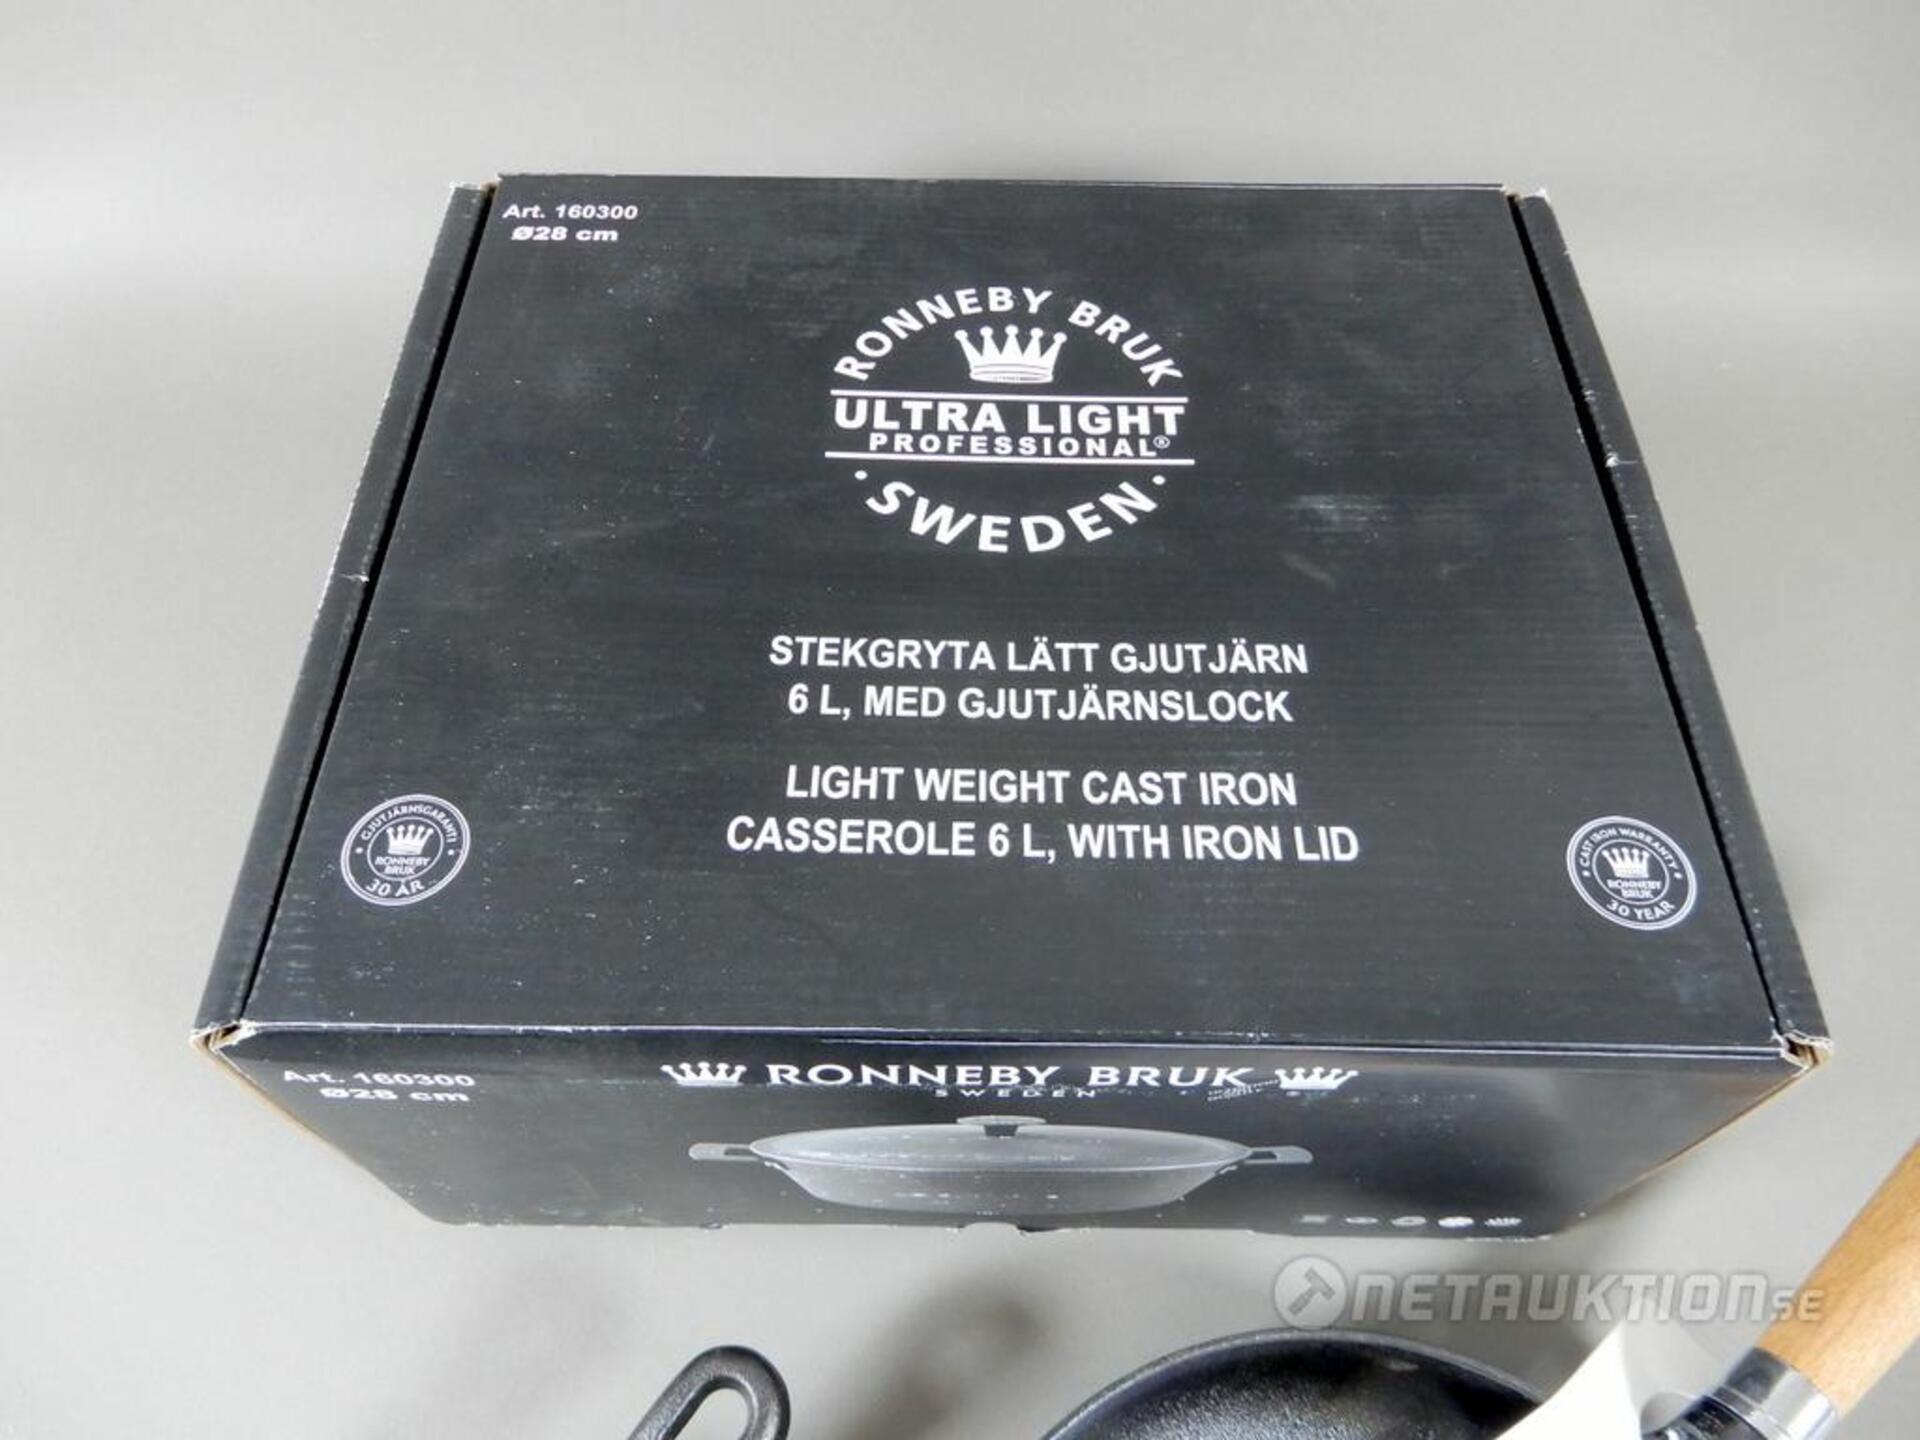 Art. 160300
Ø28 cm
RONNEBY BRUK
ULTRA LIGHT
PROFESSIONAL®
· SWEDEN ·
STEKGRYTA LÄTT GJUTJÄRN
6 L, MED GJUTJÄRNSLOCK
LIGHT WEIGHT CAST IRON
CASSEROLE 6 L, WITH IRON LID
GJUTJÄRNSGARANTI
RONNEBY
BRUK
30 ÅR
CAST IRON WARRANTY
RONNEBY
BRUK
30 YEAR
Art. 160300
Ø28 cm
RONNEBY BRUK
SWEDEN
NETAUKTION.SE